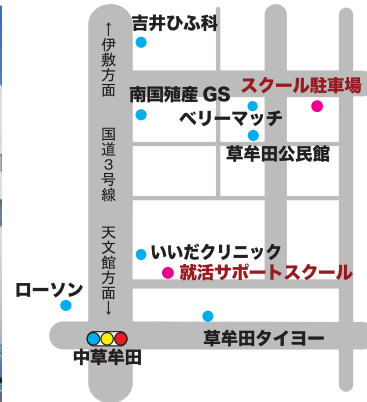 吉井ひふ科
←伊敷方面
スクール駐車場
南国殖産 GS
ベリーマッチ
国道３号線
草牟田公民館
天文館方面→
いいだクリニック
就活サポートスクール
ローソン
草牟田タイヨー
中草牟田